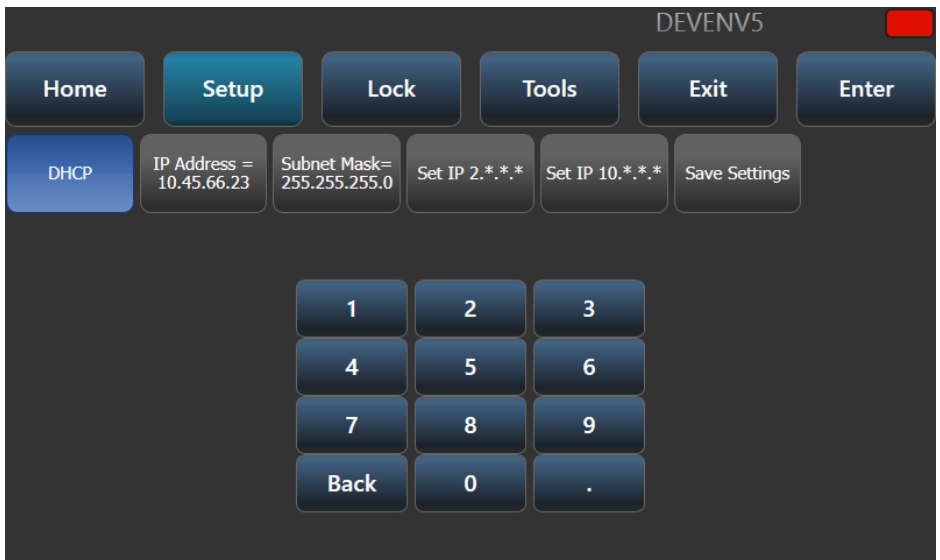 DEVENV5
Home Setup Lock Tools Exit Enter
DHCP
IP Address =
10.45.66.23
Subnet Mask=
255.255.255.0
Set IP 2.*.*.*
Set IP 10.*.*.*
Save Settings
1 2 3
4 5 6
7 8 9
Back 0 .